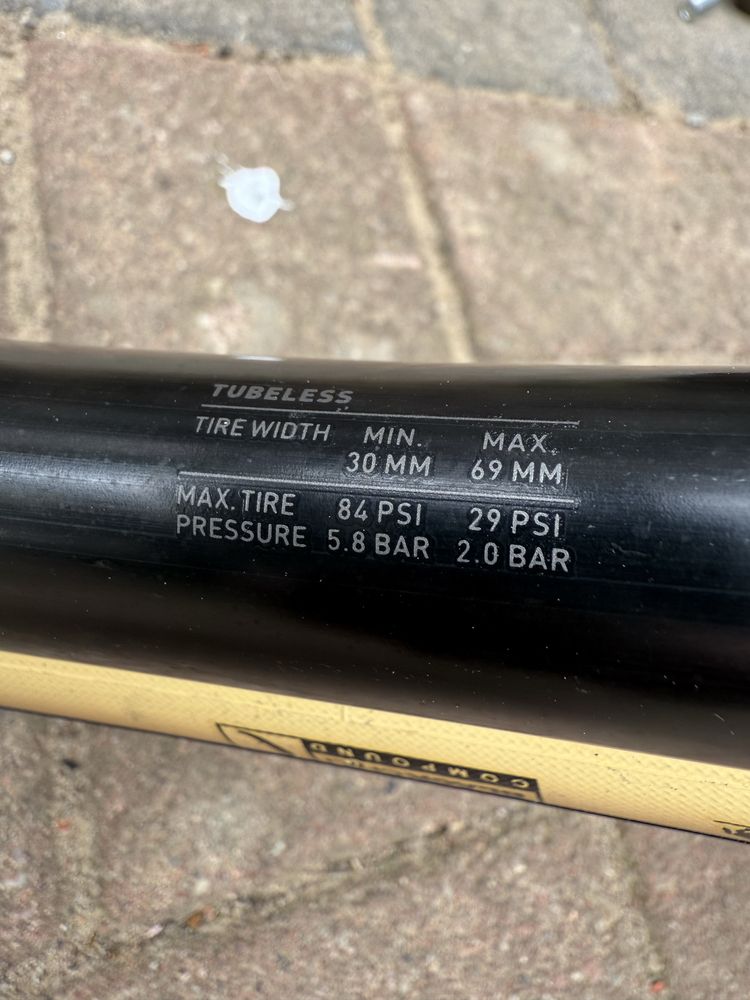 TUBELESS
TIRE WIDTH MIN. MAX.
30 MM 69 MM
MAX. TIRE 84 PSI 29 PSI
PRESSURE 5.8 BAR 2.0 BAR
COMPOUND